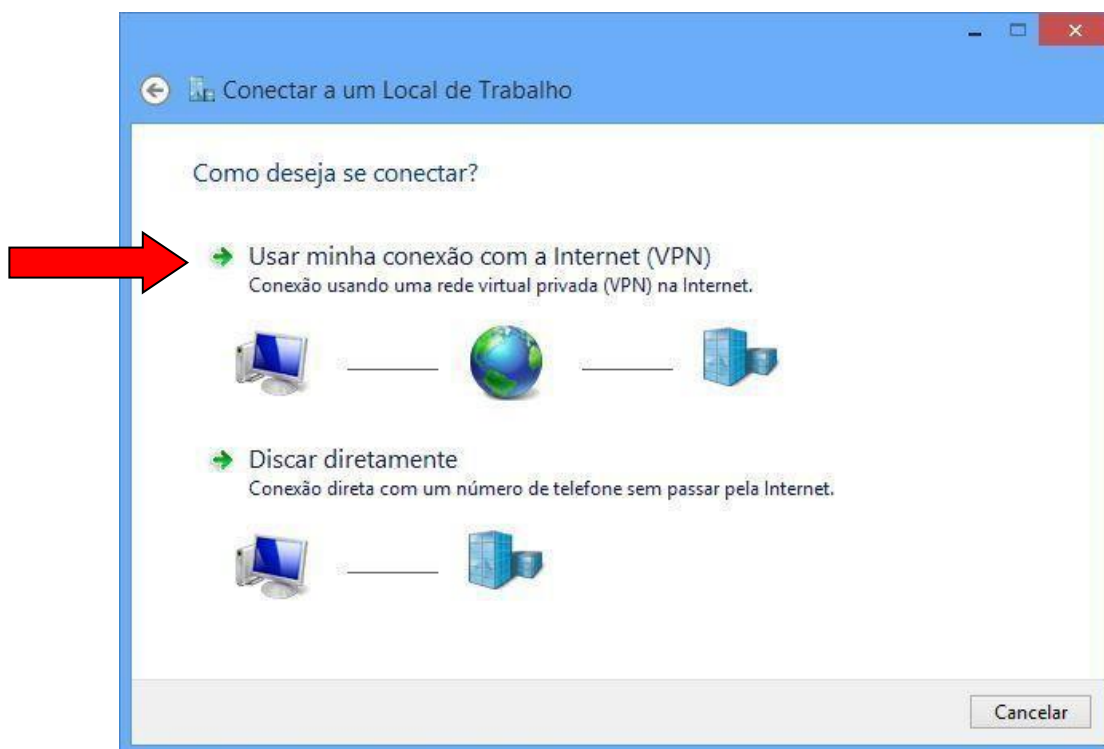 Conectar a um Local de Trabalho
Como deseja se conectar?
Usar minha conexão com a Internet (VPN)
Conexão usando uma rede virtual privada (VPN) na Internet.
Discar diretamente
Conexão direta com um número de telefone sem passar pela Internet.
Cancelar